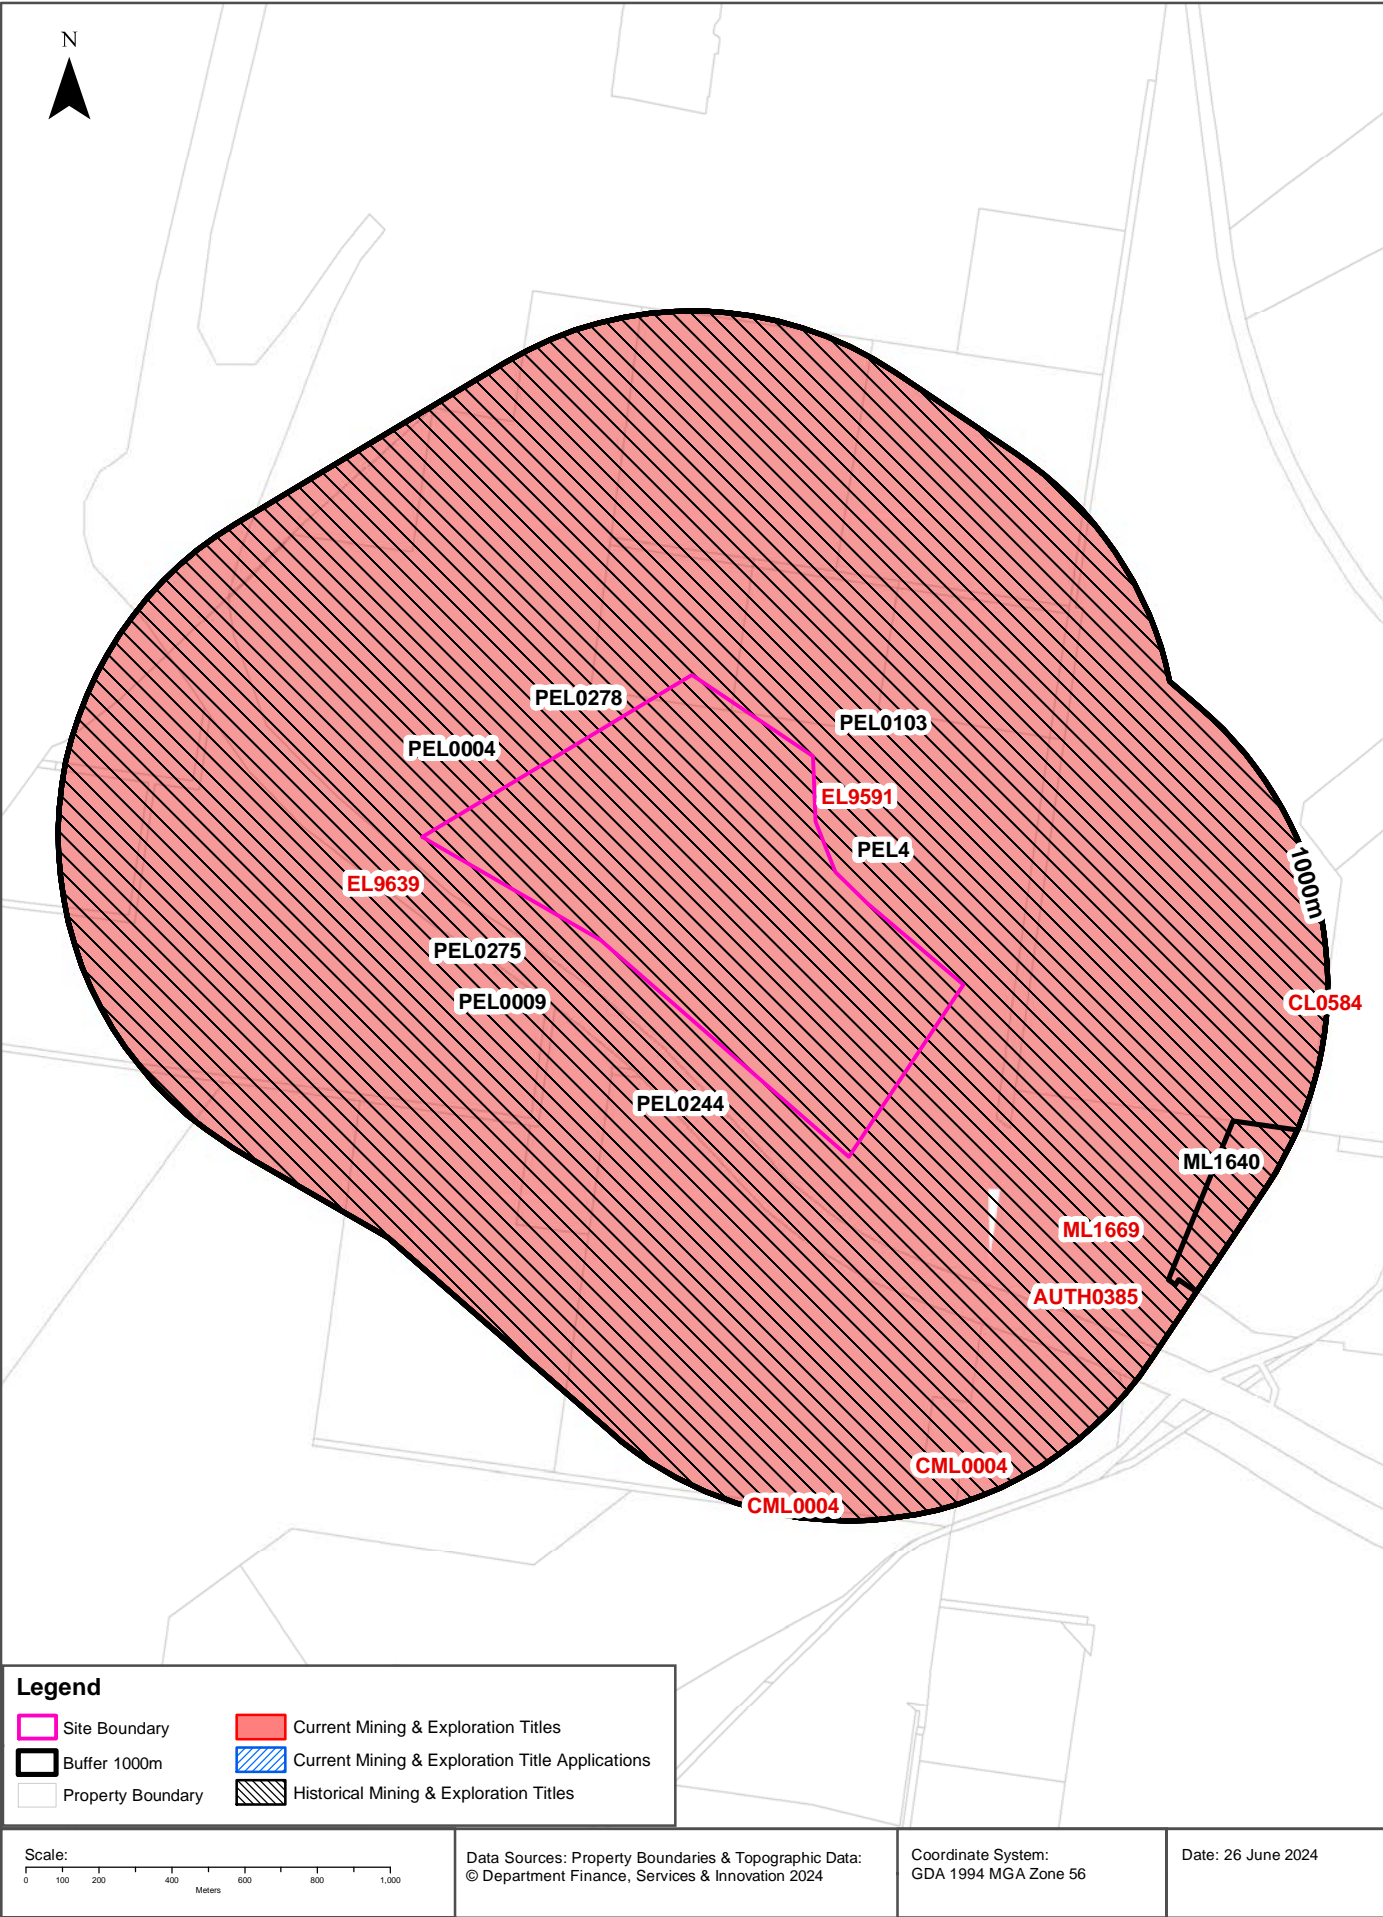 N
PEL0278
PEL0103
PEL0004
EL9591
PEL4
EL9639
1000m
PEL0275
PEL0009
CL0584
PEL0244
ML1640
ML1669
AUTH0385
CML0004
CML0004
Legend
Site Boundary
Buffer 1000m
Property Boundary
Current Mining & Exploration Titles
Current Mining & Exploration Title Applications
Historical Mining & Exploration Titles
Scale:
0 100 200 400 600 800 1,000
Meters
Data Sources: Property Boundaries & Topographic Data:
© Department Finance, Services & Innovation 2024
Coordinate System:
GDA 1994 MGA Zone 56
Date: 26 June 2024